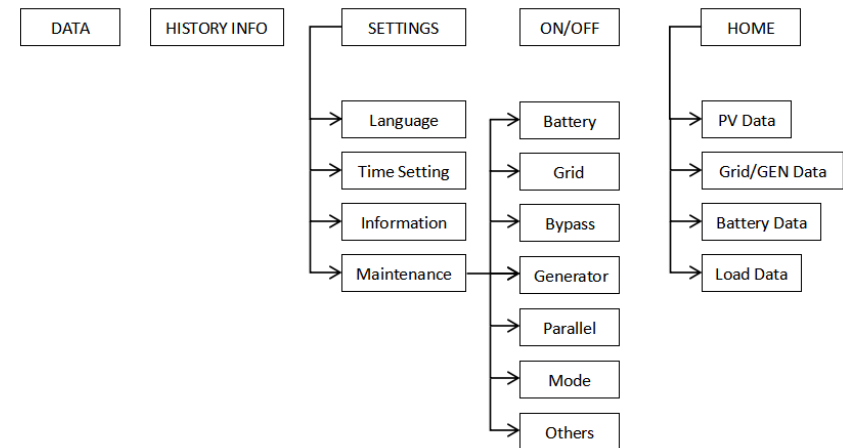 DATA
HISTORY INFO
SETTINGS
ON/OFF
HOME
Language
Battery
PV Data
Time Setting
Grid
Grid/GEN Data
Information
Bypass
Battery Data
Maintenance
Generator
Load Data
Parallel
Mode
Others